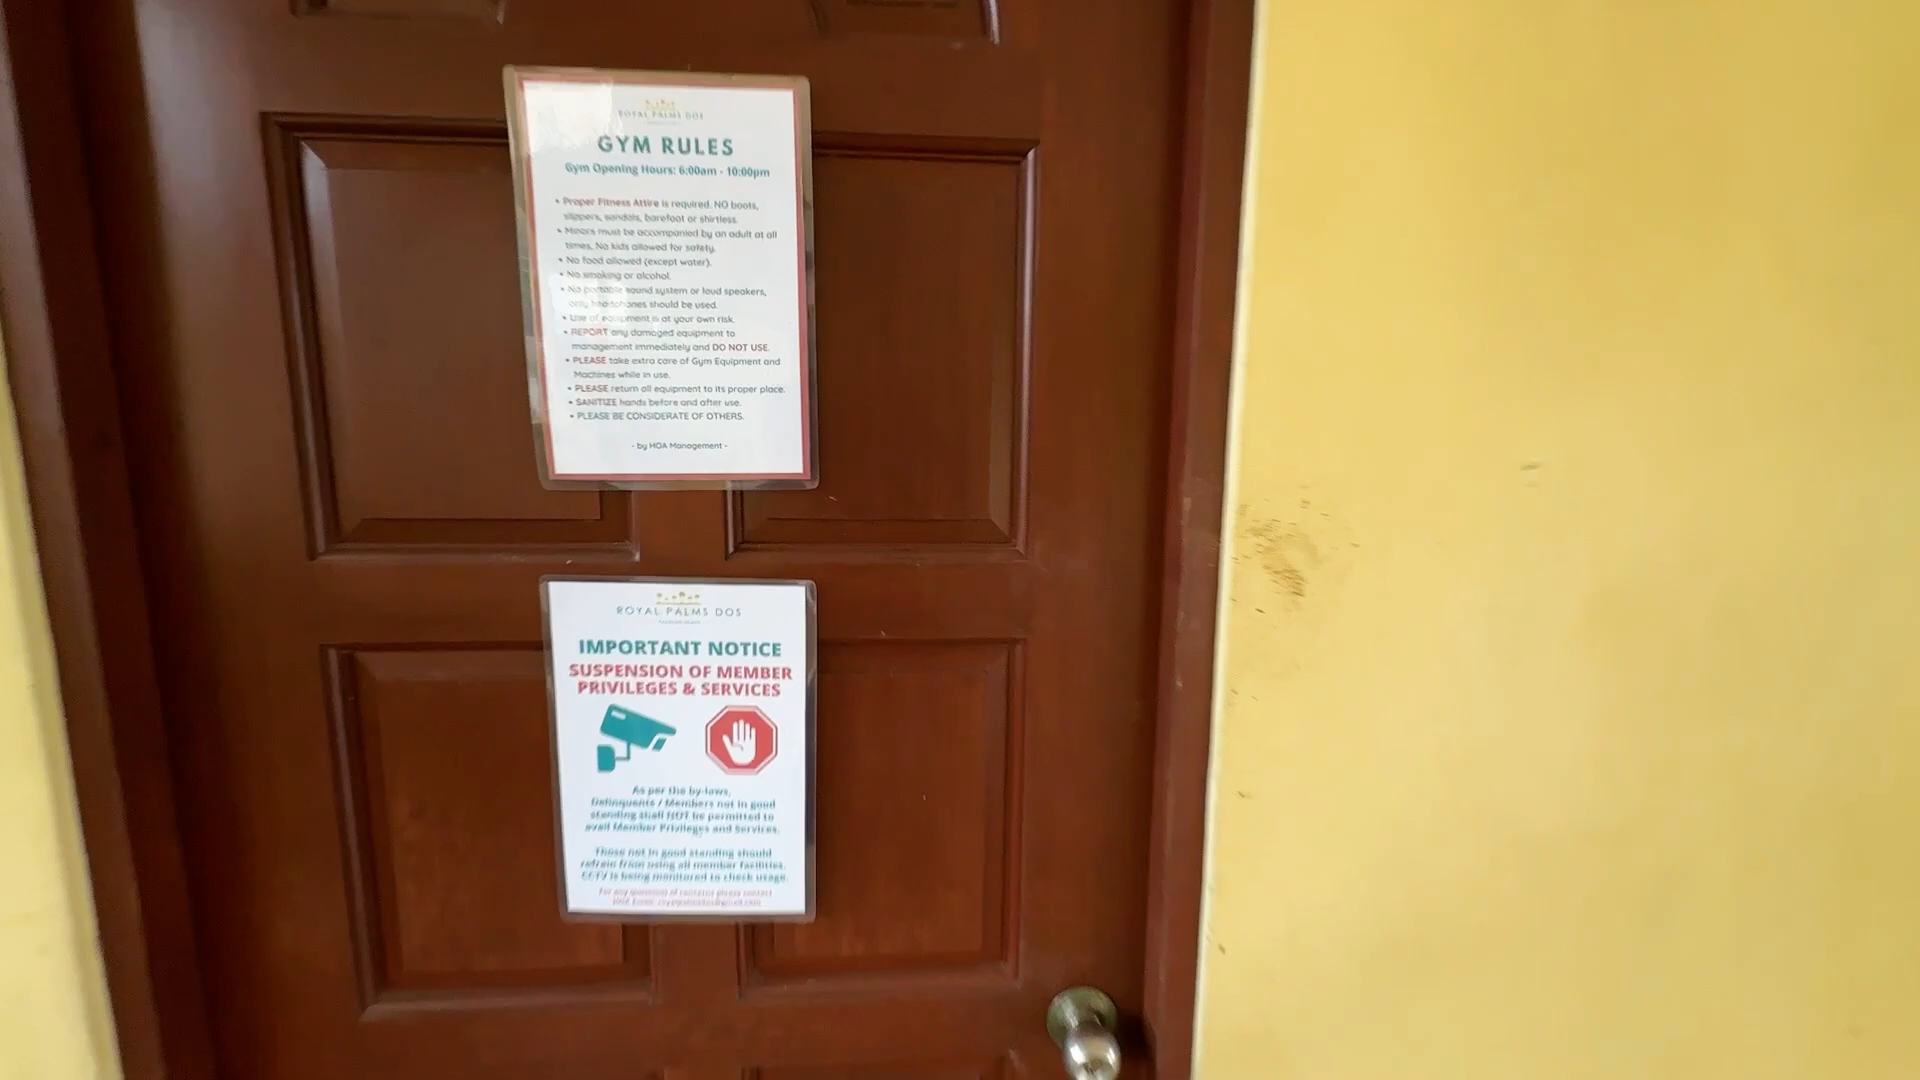 ROYAL PALMS DOS
GYM RULES
Gym Opening Hours: 6:00am - 10:00pm
• Proper Fitness Attire is required. NO boots,
slippers, sandals, barefoot or shirtless.
• Minors must be accompanied by an adult at all
times. No kids allowed for safety.
• No food allowed (except water).
• No smoking or alcohol.
• No portable sound system or loud speakers,
only headphones should be used.
• Use of equipment is at your own risk.
• REPORT any damaged equipment to
management immediately and DO NOT USE.
• PLEASE take extra care of Gym Equipment and
Machines while in use.
• PLEASE return all equipment to its proper place.
• SANITIZE hands before and after use.
• PLEASE BE CONSIDERATE OF OTHERS.
- by HOA Management -
ROYAL PALMS DOS
IMPORTANT NOTICE
SUSPENSION OF MEMBER
PRIVILEGES & SERVICES
As per the by-laws,
Delinquents / Members not in good
standing shall NOT be permitted to
avail Member Privileges and Services.
Those not in good standing should
refrain from using all member facilities.
CCTV is being monitored to check usage.
For any question or concerns please contact